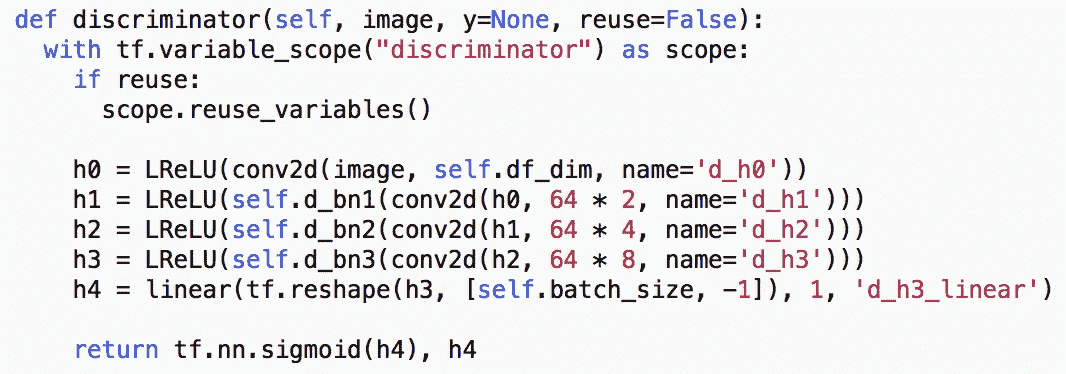 def discriminator(self, image, y=None, reuse=False):
  with tf.variable_scope("discriminator") as scope:
    if reuse:
      scope.reuse_variables()

    h0 = LReLU(conv2d(image, self.df_dim, name='d_h0'))
    h1 = LReLU(self.d_bn1(conv2d(h0, 64 * 2, name='d_h1')))
    h2 = LReLU(self.d_bn2(conv2d(h1, 64 * 4, name='d_h2')))
    h3 = LReLU(self.d_bn3(conv2d(h2, 64 * 8, name='d_h3')))
    h4 = linear(tf.reshape(h3, [self.batch_size, -1]), 1, 'd_h3_linear')

    return tf.nn.sigmoid(h4), h4